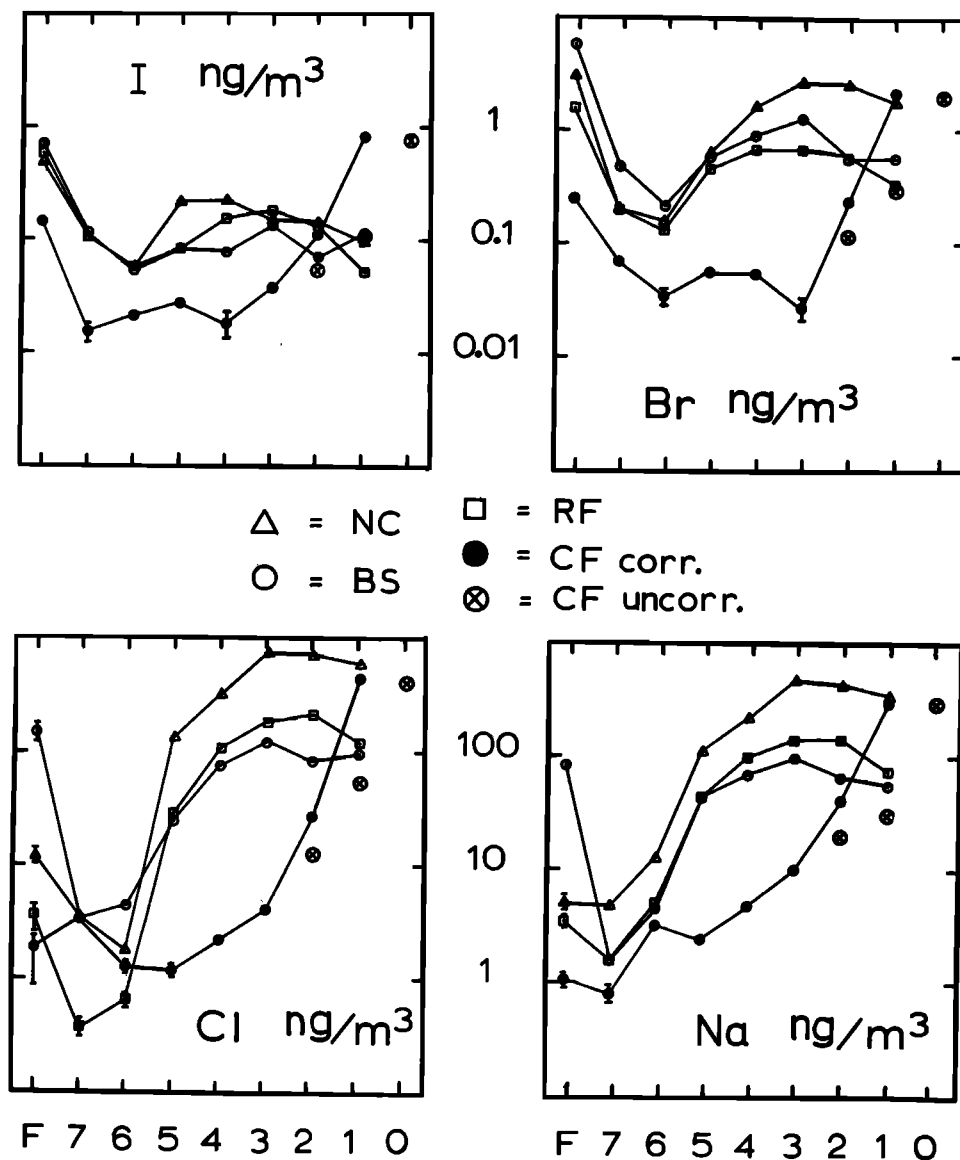 I ng/m³
Br ng/m³
1
0.1
0.01
△ = NC
□ = RF
○ = BS
● = CF corr.
⊗ = CF uncorr.
100
10
1
Cl ng/m³
Na ng/m³
F 7 6 5 4 3 2 1 0
F 7 6 5 4 3 2 1 0